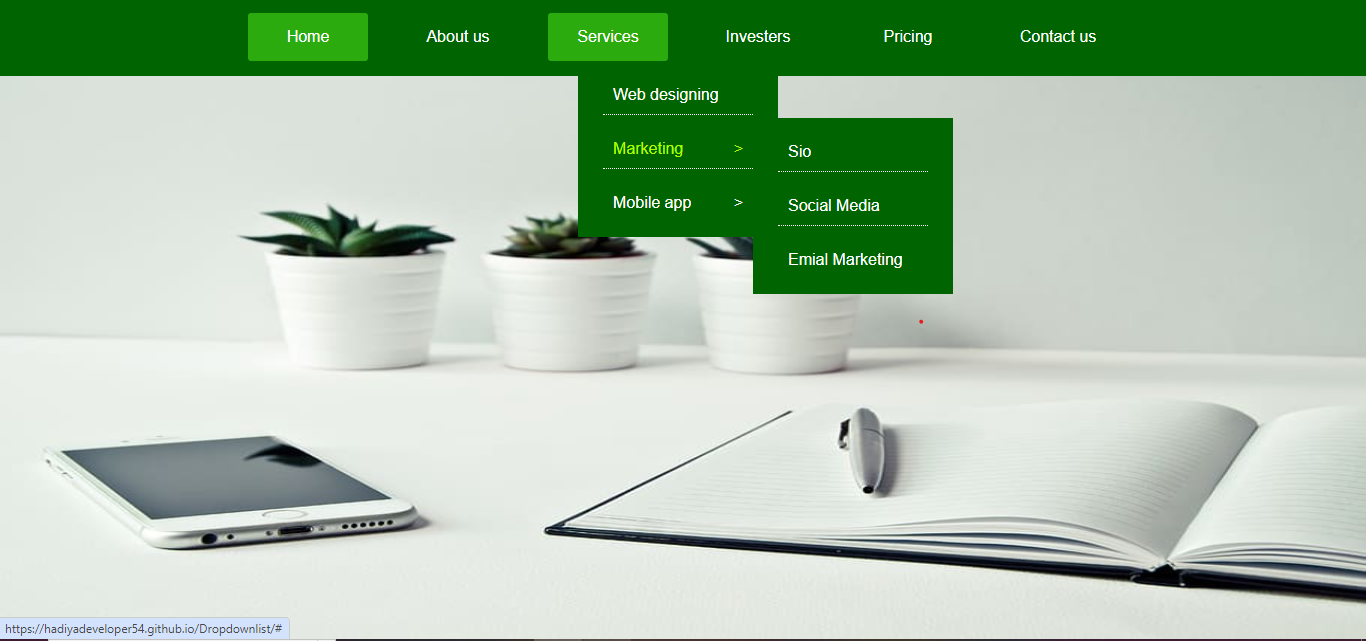 Home About us Services Investers Pricing Contact us
Web designing
Marketing >
Sio
Mobile app >
Social Media
Emial Marketing
https://hadiyadeveloper54.github.io/Dropdownlist/#